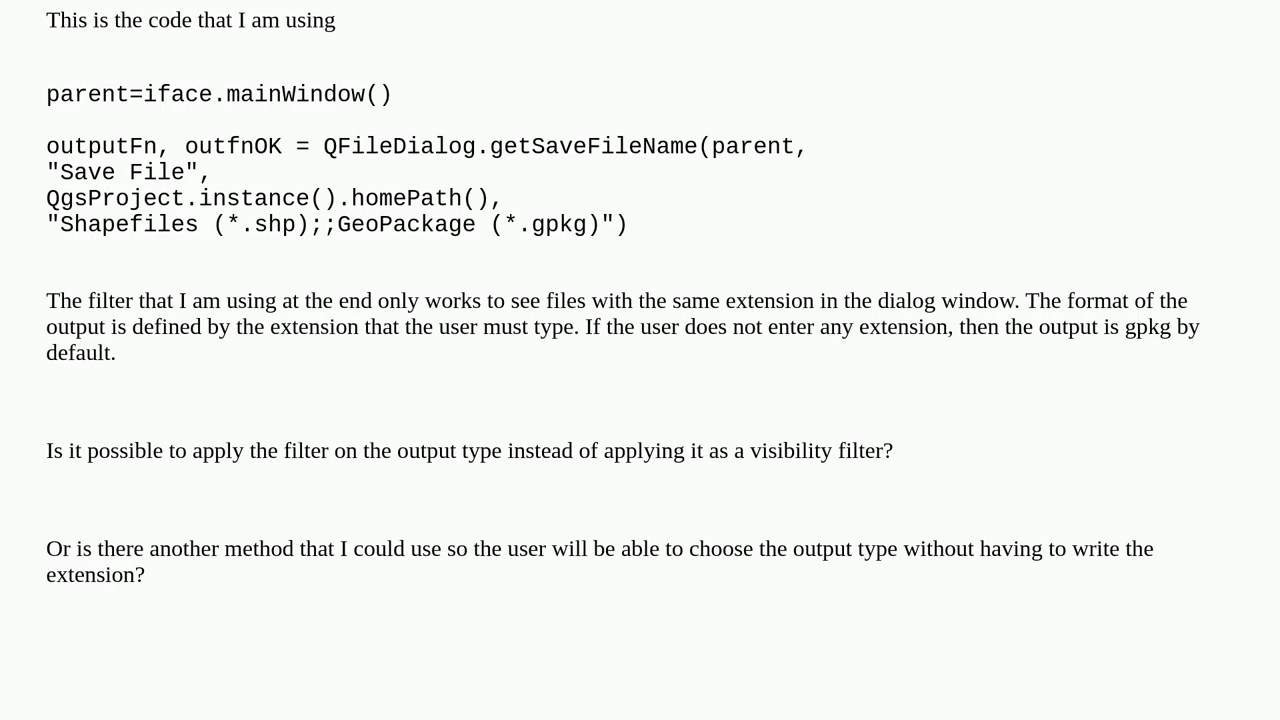 This is the code that I am using
parent=iface.mainWindow()
outputFn, outfnOK = QFileDialog.getSaveFileName(parent,
"Save File",
QgsProject.instance().homePath(),
"Shapefiles (*.shp);;GeoPackage (*.gpkg)")
The filter that I am using at the end only works to see files with the same extension in the dialog window. The format of the
output is defined by the extension that the user must type. If the user does not enter any extension, then the output is gpkg by
default.
Is it possible to apply the filter on the output type instead of applying it as a visibility filter?
Or is there another method that I could use so the user will be able to choose the output type without having to write the
extension?